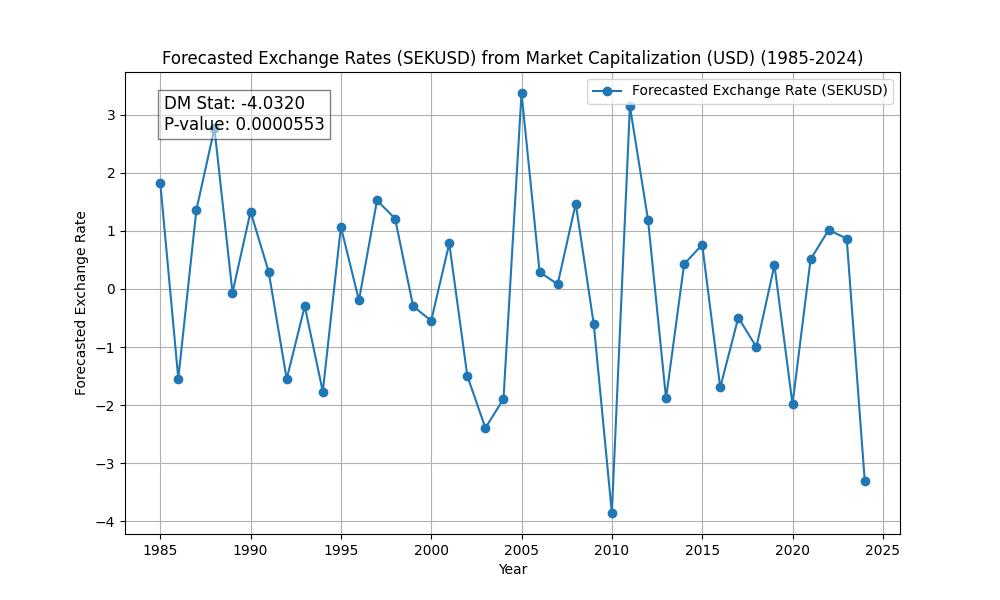 Forecasted Exchange Rates (SEKUSD) from Market Capitalization (USD) (1985-2024)
DM Stat: -4.0320
P-value: 0.0000553
Forecasted Exchange Rate (SEKUSD)
Forecasted Exchange Rate
3
2
1
0
−1
−2
−3
−4
1985 1990 1995 2000 2005 2010 2015 2020 2025
Year